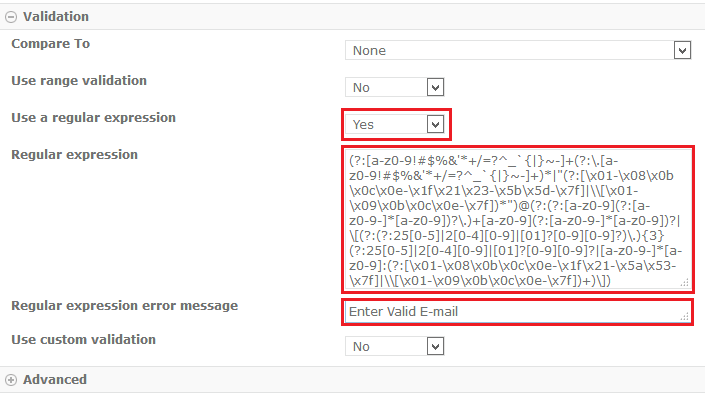 Validation
Compare To
None
Use range validation
No
Use a regular expression
Yes
Regular expression
(?:[a-z0-9!#$%&'*+/=?^_`{|}~-]+(?:\.[a-
z0-9!#$%&'*+/=?^_`{|}~-]+)*|"(?:[\x01-\x08\x0b
\x0c\x0e-\x1f\x21\x23-\x5b\x5d-\x7f]|\\[\x01-
\x09\x0b\x0c\x0e-\x7f])*")@(?:(?:[a-z0-9](?:[a-
z0-9-]*[a-z0-9])?\.)+[a-z0-9](?:[a-z0-9-]*[a-z0-9])?|
\[(?:(?:25[0-5]|2[0-4][0-9]|[01]?[0-9][0-9]?)\.){3}
(?:25[0-5]|2[0-4][0-9]|[01]?[0-9][0-9]?|[a-z0-9-]*[a-
z0-9]:(?:[\x01-\x08\x0b\x0c\x0e-\x1f\x21-\x5a\x53-
\x7f]|\\[\x01-\x09\x0b\x0c\x0e-\x7f])+)\])
Regular expression error message
Enter Valid E-mail
Use custom validation
No
Advanced